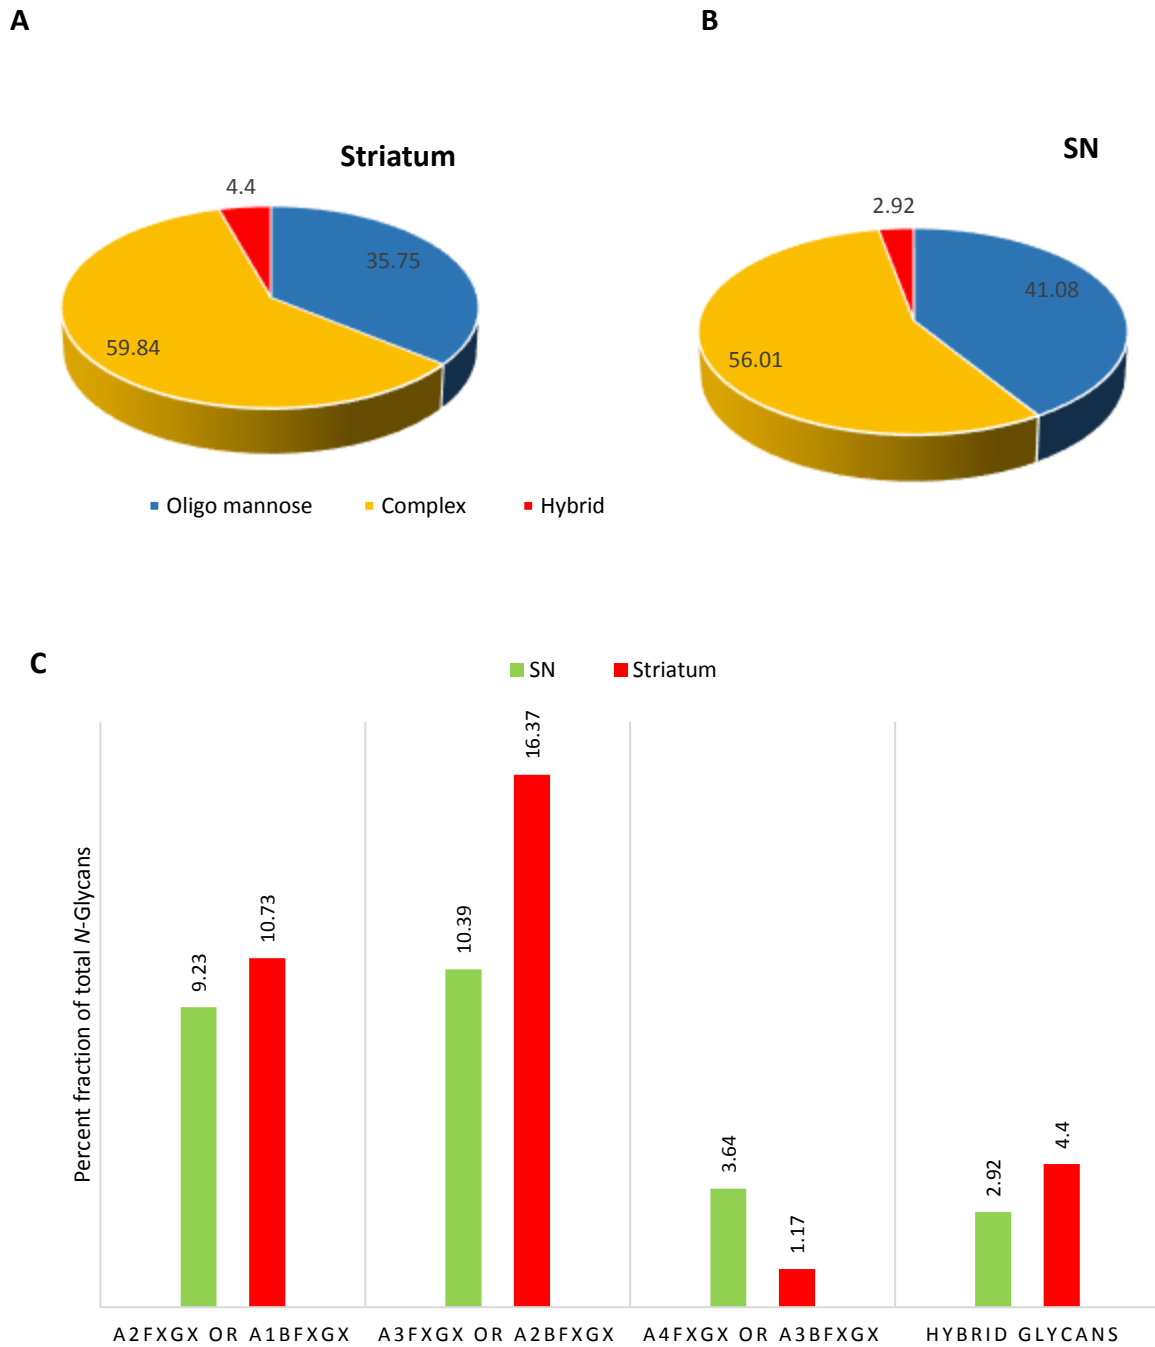 A
B
Striatum
SN
4.4
35.75
59.84
2.92
41.08
56.01
Oligo mannose Complex Hybrid
C
SN Striatum
Percent fraction of total N-Glycans
9.23
10.73
10.39
16.37
3.64
1.17
2.92
4.4
A2FXGX OR A1BFXGX
A3FXGX OR A2BFXGX
A4FXGX OR A3BFXGX
HYBRID GLYCANS